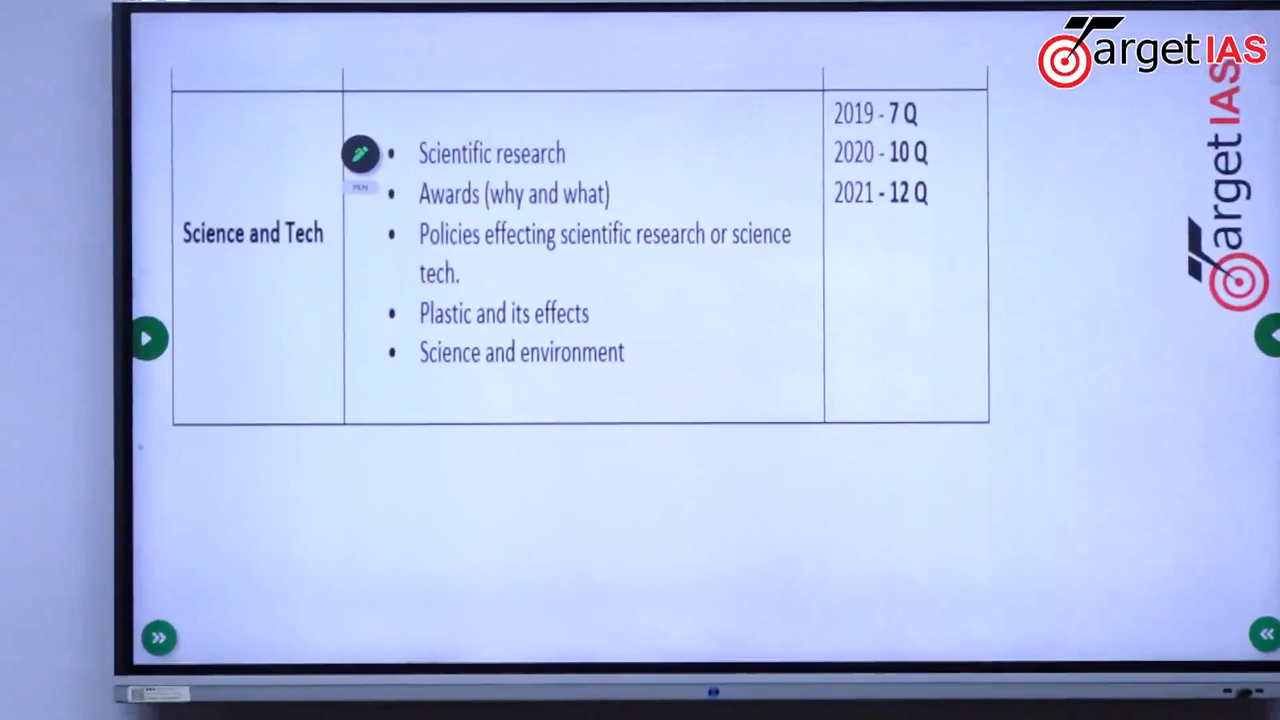 Target IAS
Target IAS
Science and Tech
PEN
• Scientific research
• Awards (why and what)
• Policies effecting scientific research or science
tech.
• Plastic and its effects
• Science and environment
2019 - 7 Q
2020 - 10 Q
2021 - 12 Q